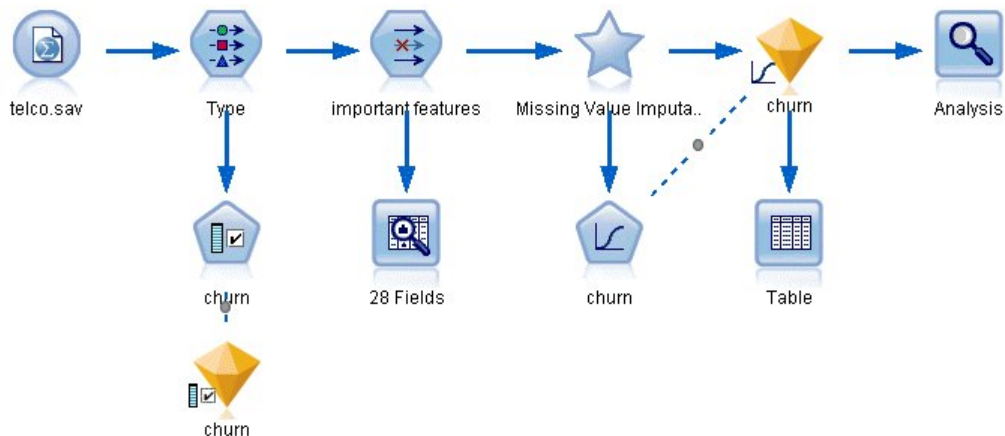 telco.sav
Type
important features
Missing Value Imputa..
churn
Analysis
churn
28 Fields
churn
Table
churn